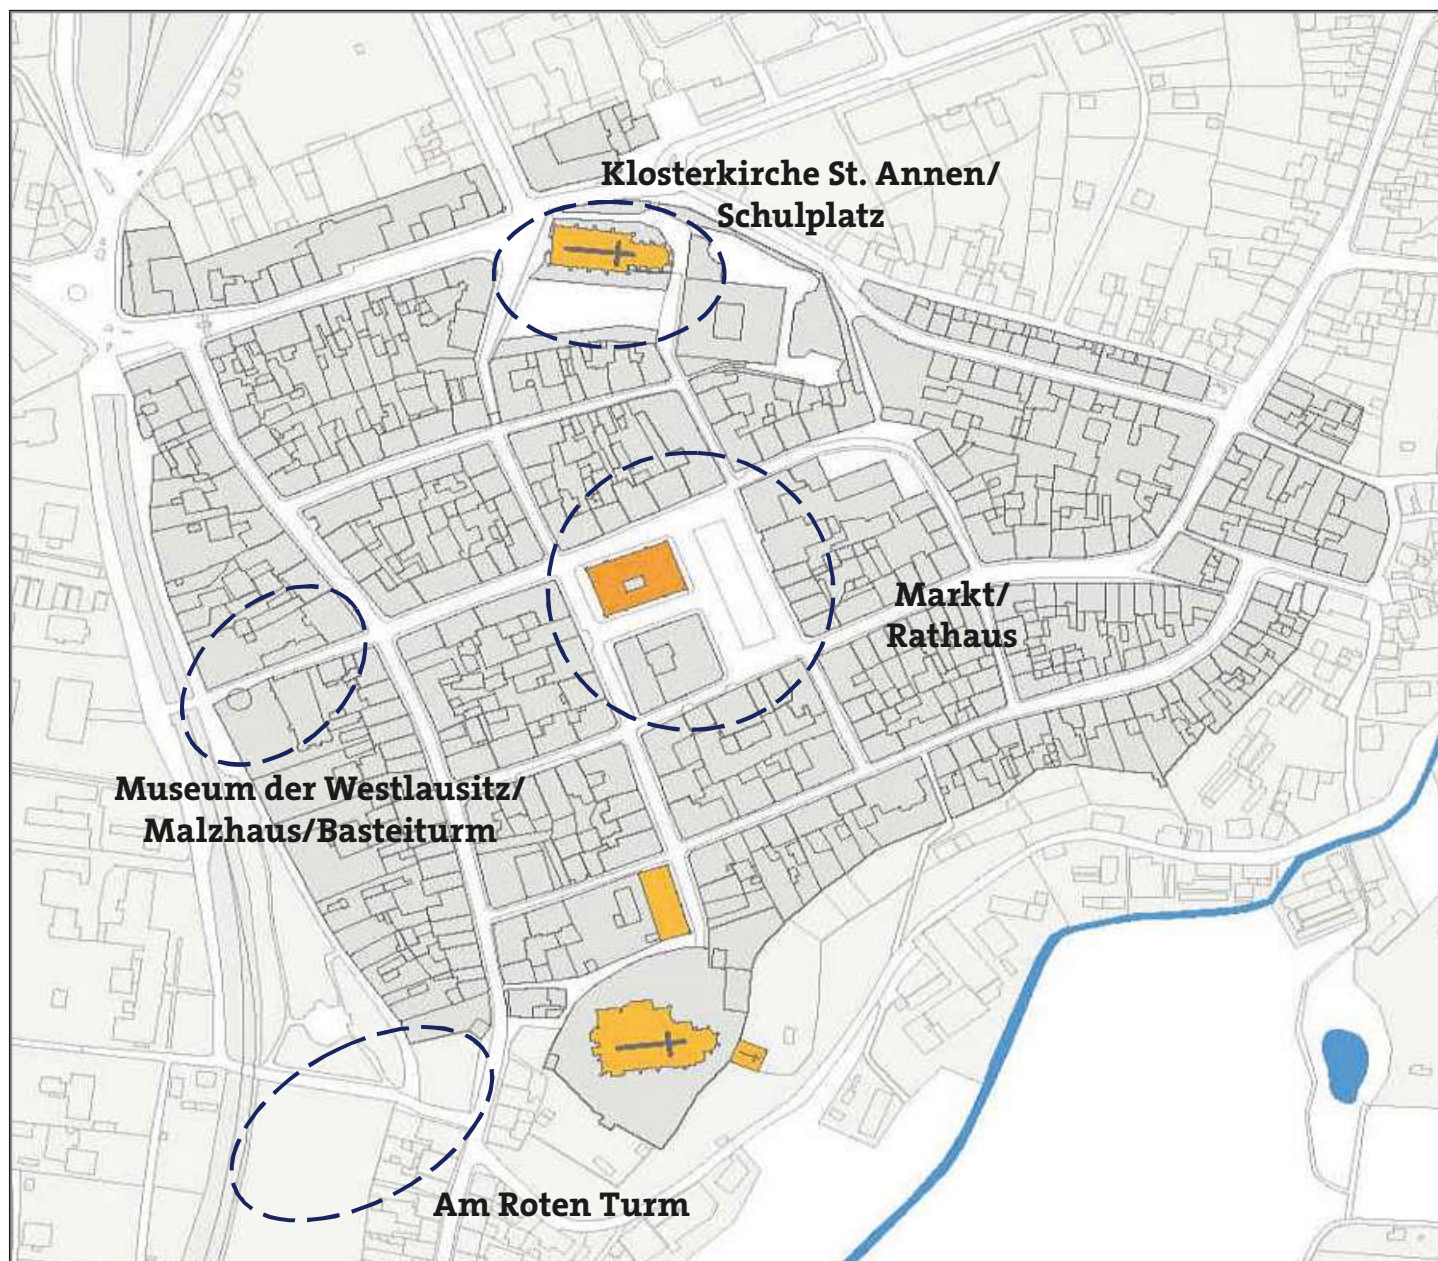 Klosterkirche St. Annen/
Schulplatz
Markt/
Rathaus
Museum der Westlausitz/
Malzhaus/Basteiturm
Am Roten Turm